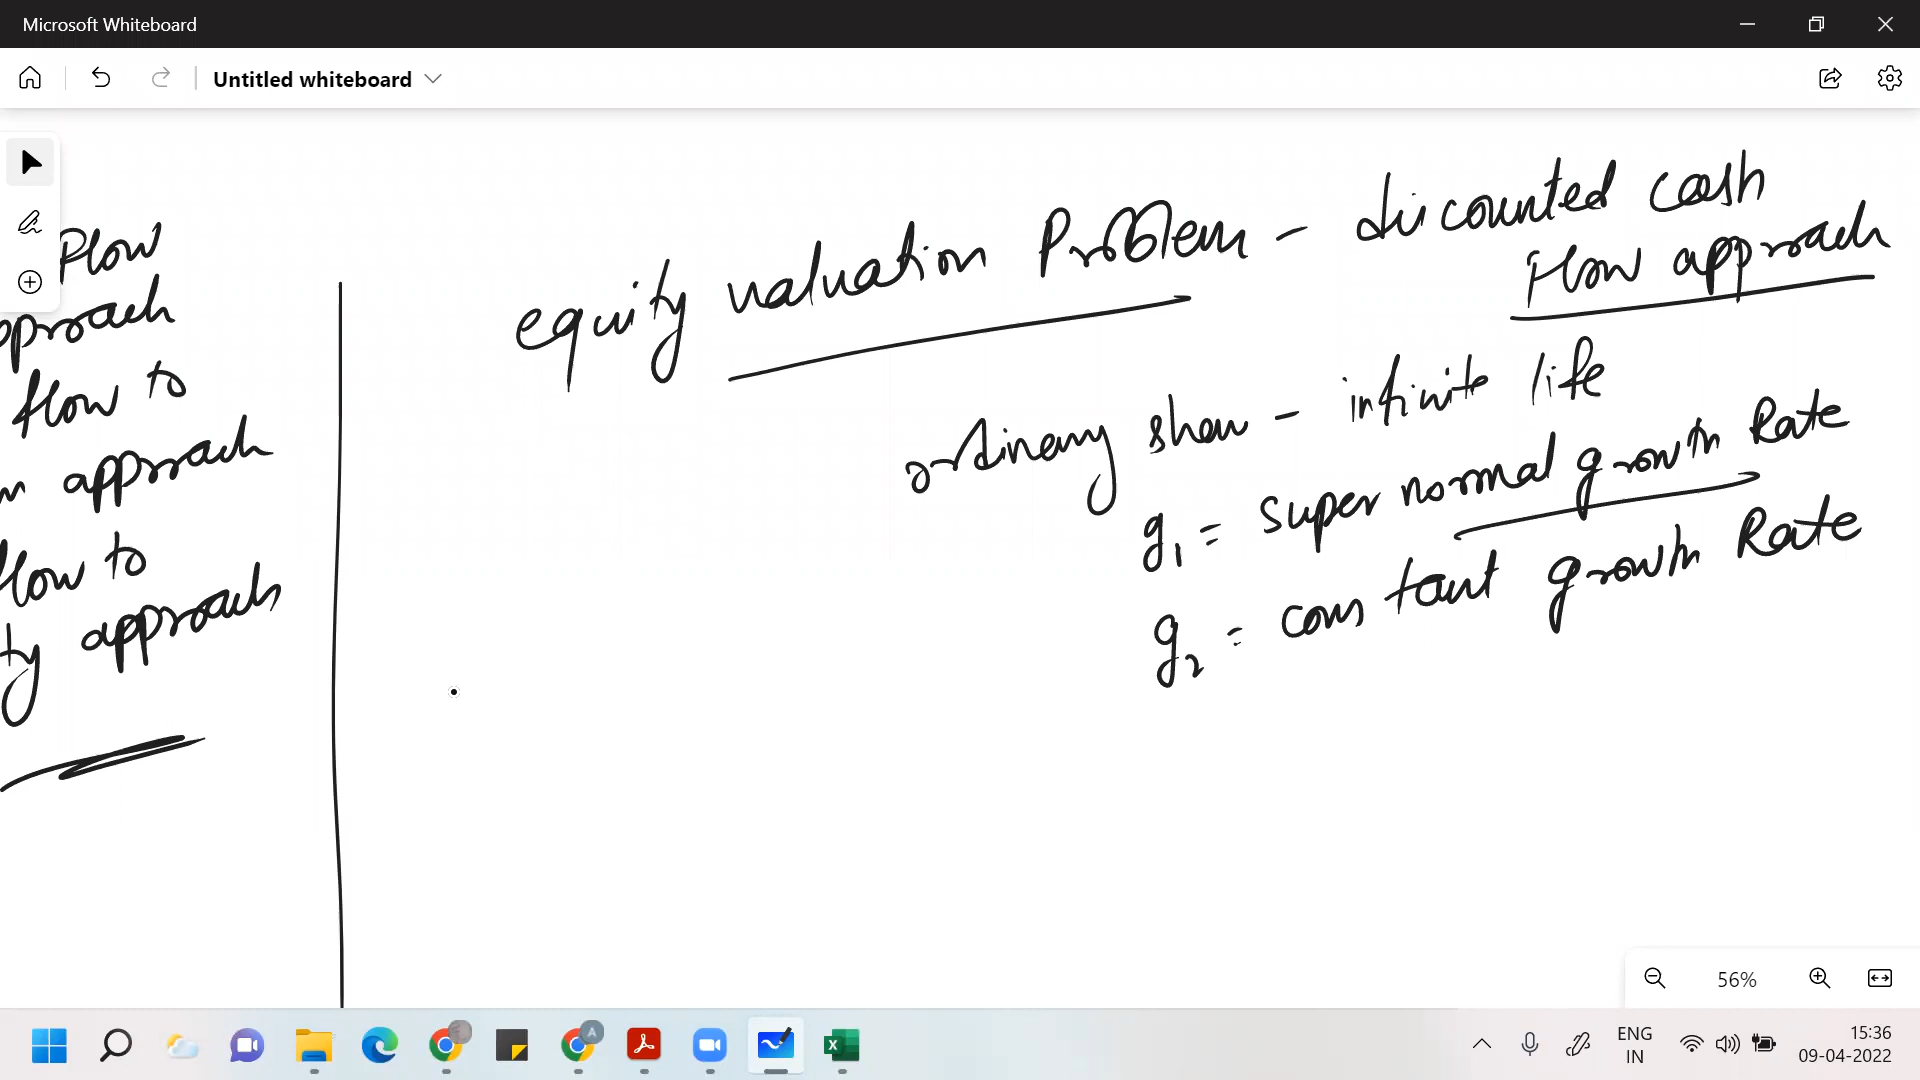 Microsoft Whiteboard
Untitled whiteboard
Flow
pproach
flow to
m approach
flow to
ty approach
equity valuation Problem - discounted cash
Flow approach
ordinary share - infinite life
g1 = super normal growth Rate
g2 = constant growth Rate
56%
A
X
ENG
IN
15:36
09-04-2022